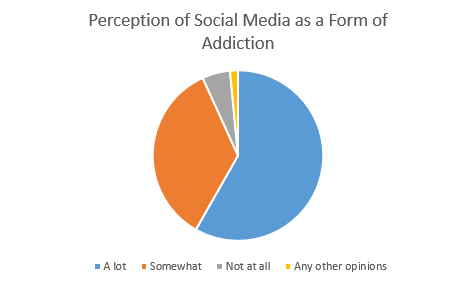 Perception of Social Media as a Form of
Addiction
A lot Somewhat Not at all Any other opinions